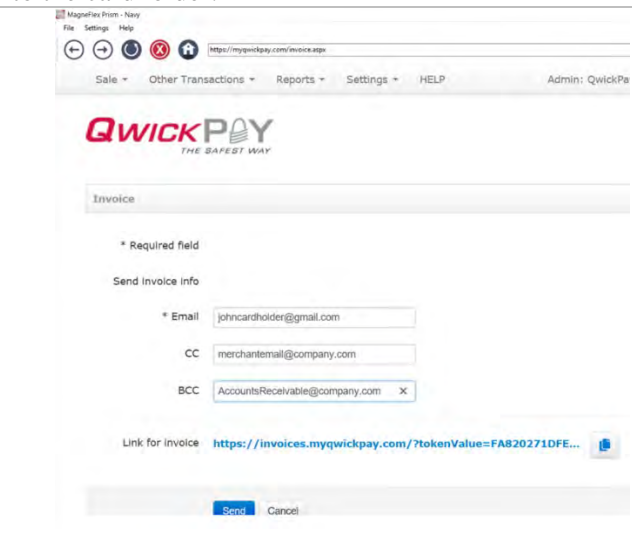 MagneFlex Prism - Navy
File Settings Help
https://myqwickpay.com/invoice.aspx
Sale Other Transactions Reports Settings HELP Admin: QwickPa
QWICKPAY
THE SAFEST WAY
Invoice
* Required field
Send invoice info
* Email johncardholder@gmail.com
CC merchantemail@company.com
BCC AccountsReceivable@company.com
Link for invoice https://invoices.myqwickpay.com/?tokenValue=FA820271DFE...
Send Cancel